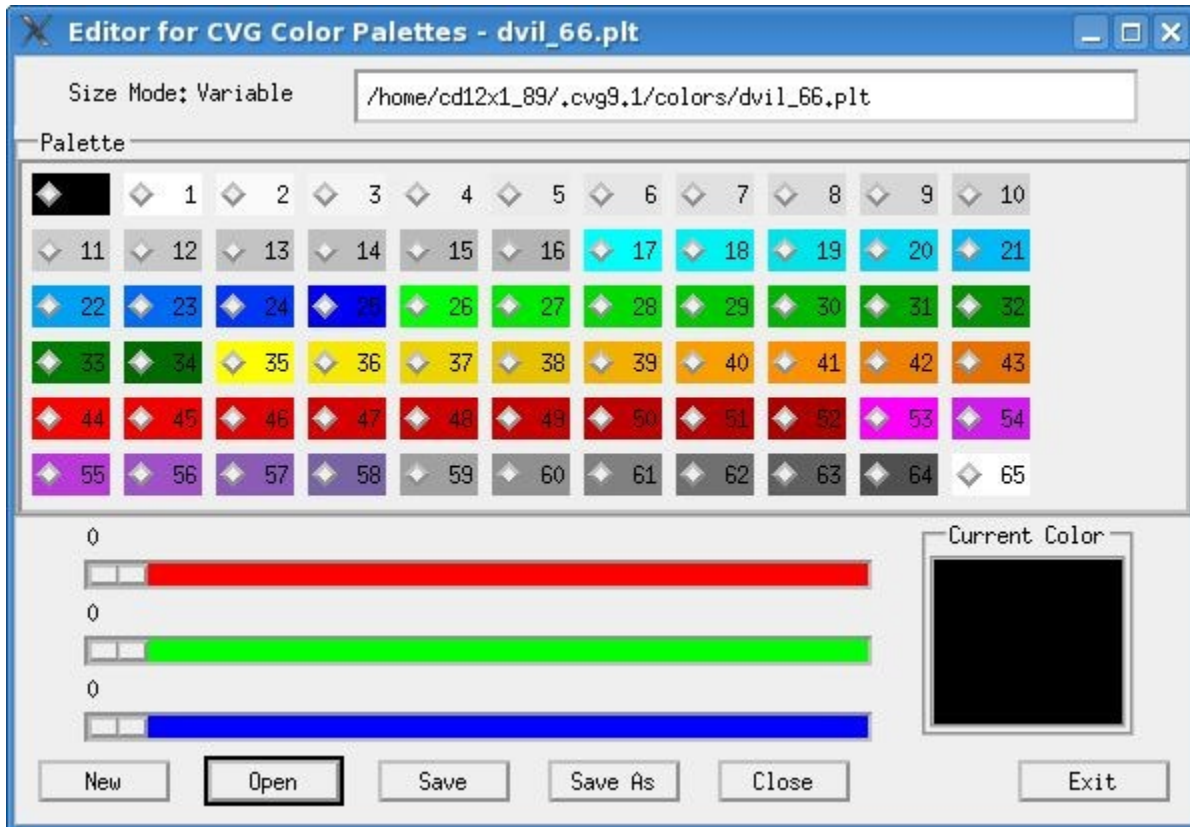 Editor for CVG Color Palettes - dvil_66.plt
Size Mode: Variable /home/cd12x1_89/.cvg9.1/colors/dvil_66.plt
Palette
1 2 3 4 5 6 7 8 9 10
11 12 13 14 15 16 17 18 19 20 21
22 23 24 25 26 27 28 29 30 31 32
33 34 35 36 37 38 39 40 41 42 43
44 45 46 47 48 49 50 51 52 53 54
55 56 57 58 59 60 61 62 63 64 65
0
Current Color
0
0
New Open Save Save As Close Exit